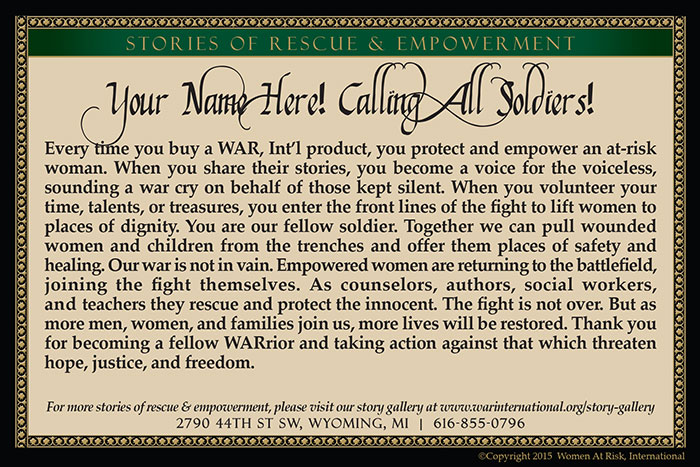 STORIES OF RESCUE & EMPOWERMENT
Your Name Here! Calling All Soldiers!
Every time you buy a WAR, Int'l product, you protect and empower an at-risk
woman. When you share their stories, you become a voice for the voiceless,
sounding a war cry on behalf of those kept silent. When you volunteer your
time, talents, or treasures, you enter the front lines of the fight to lift women to
places of dignity. You are our fellow soldier. Together we can pull wounded
women and children from the trenches and offer them places of safety and
healing. Our war is not in vain. Empowered women are returning to the battlefield,
joining the fight themselves. As counselors, authors, social workers,
and teachers they rescue and protect the innocent. The fight is not over. But as
more men, women, and families join us, more lives will be restored. Thank you
for becoming a fellow WARrior and taking action against that which threaten
hope, justice, and freedom.
For more stories of rescue & empowerment, please visit our story gallery at www.warinternational.org/story-gallery
2790 44TH ST SW, WYOMING, MI | 616-855-0796
©Copyright 2015 Women At Risk, International